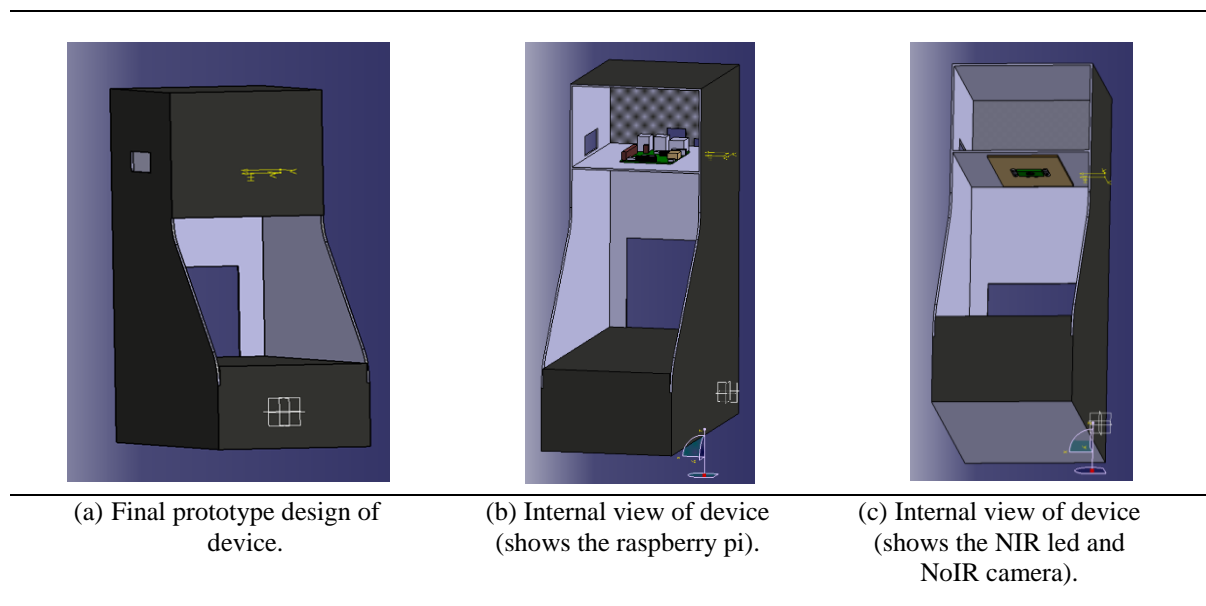 (a) Final prototype design of
device.
(b) Internal view of device
(shows the raspberry pi).
(c) Internal view of device
(shows the NIR led and
NoIR camera).